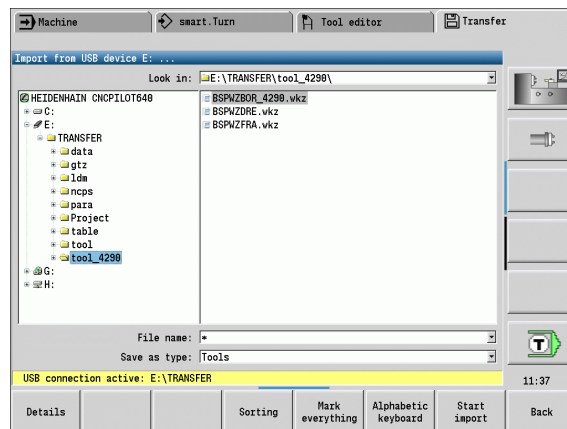 Machine
smart.Turn
Tool editor
Transfer
Import from USB device E: ...
Look in:
E:\TRANSFER\tool_4290\
HEIDENHAIN CNCPILOT640
C:
E:
TRANSFER
data
gtz
ldm
ncps
para
Project
table
tool
tool_4290
G:
H:
BSPWZBOR_4290.wkz
BSPWZDRE.wkz
BSPWZFRA.wkz
File name:
*
Save as type:
Tools
USB connection active: E:\TRANSFER
T
11:37
Details
Sorting
Mark
everything
Alphabetic
keyboard
Start
import
Back